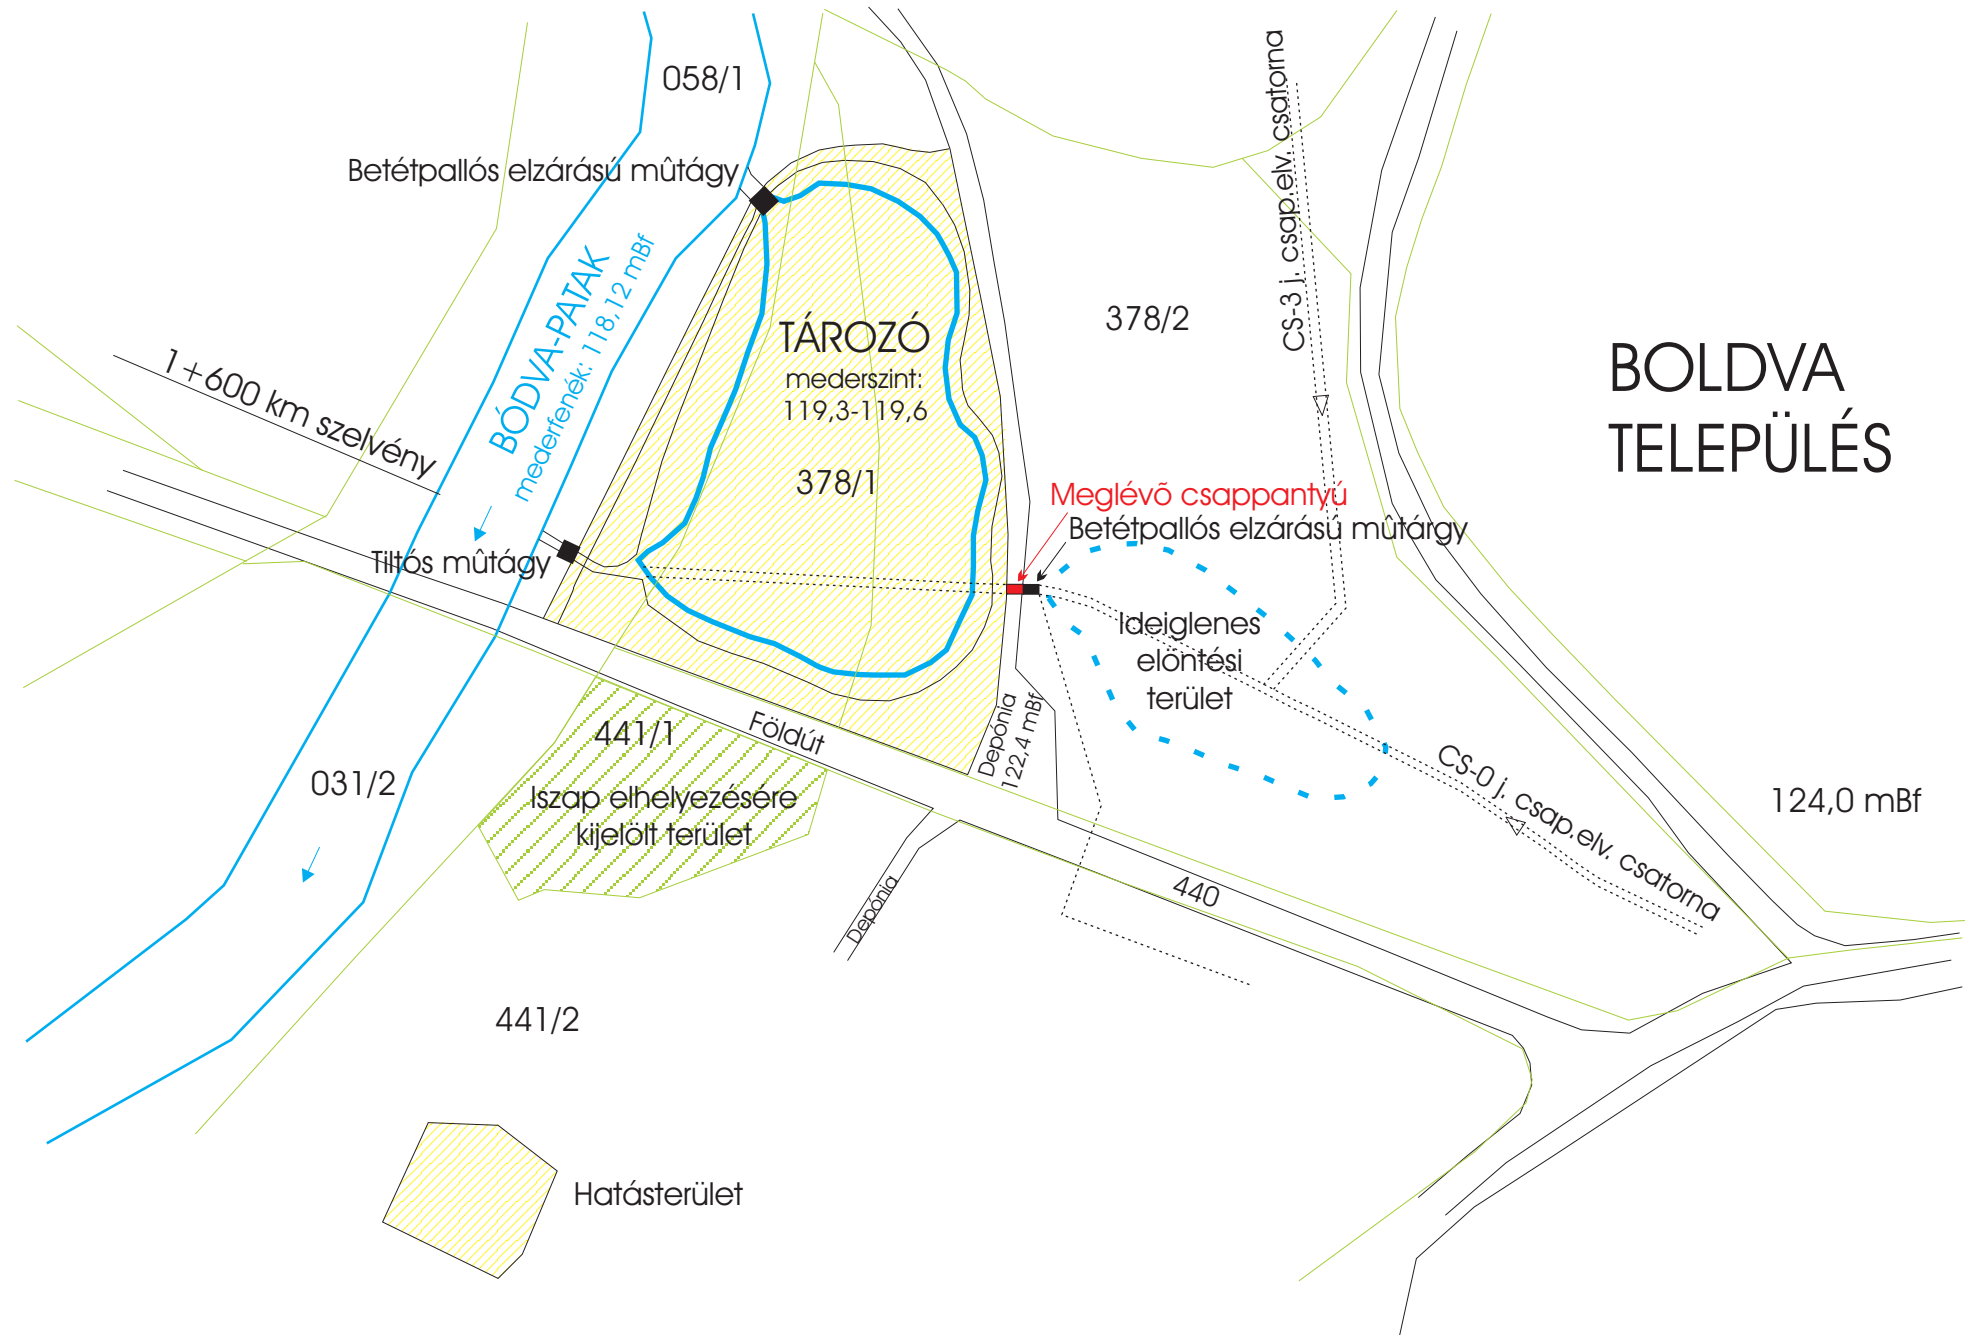 058/1
Betétpallós elzárású mûtágy
CS-3 j. csap.elv. csatorna
BÓDVA-PATAK
mederfenék: 118,12 mBf
1+600 km szelvény
TÁROZÓ
mederszint:
119,3-119,6
378/1
378/2
BOLDVA
TELEPÜLÉS
Meglévõ csappantyú
Betétpallós elzárású mûtárgy
Tiltós mûtágy
Ideiglenes
elöntési
terület
Depónia
122,4 mBf
Földút
441/1
Iszap elhelyezésére
kijelölt terület
031/2
CS-0 j. csap.elv. csatorna
124,0 mBf
440
Depónia
441/2
Hatásterület